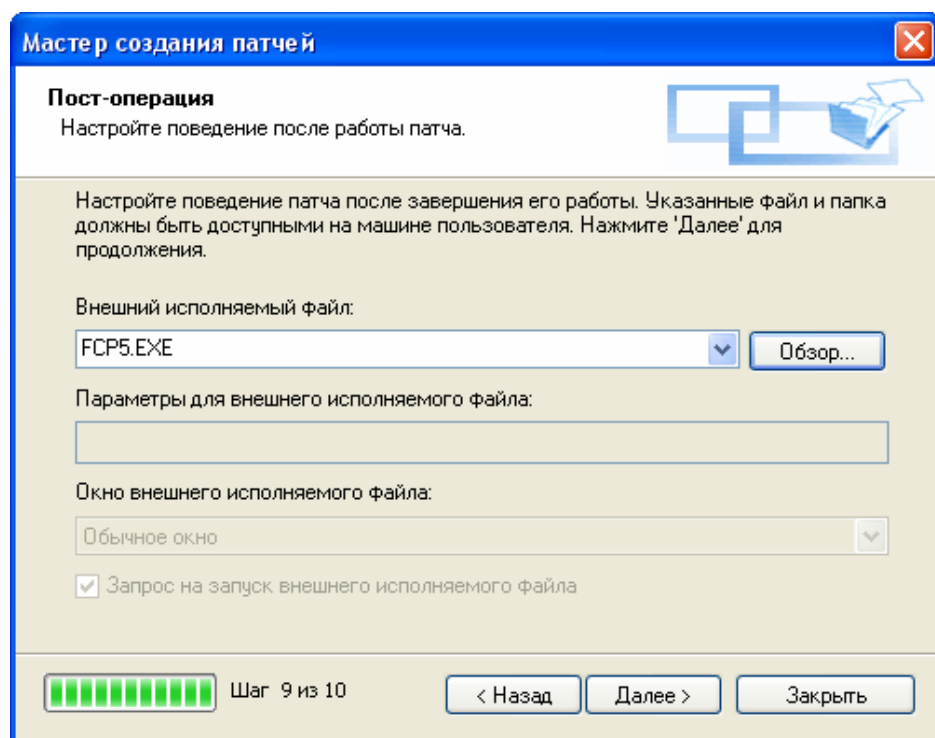 Мастер создания патчей
Пост-операция
Настройте поведение после работы патча.
Настройте поведение патча после завершения его работы. Указанные файл и папка
должны быть доступными на машине пользователя. Нажмите 'Далее' для
продолжения.
Внешний исполняемый файл:
FCP5.EXE
Обзор...
Параметры для внешнего исполняемого файла:
Окно внешнего исполняемого файла:
Обычное окно
Запрос на запуск внешнего исполняемого файла
Шаг 9 из 10
< Назад
Далее >
Закрыть